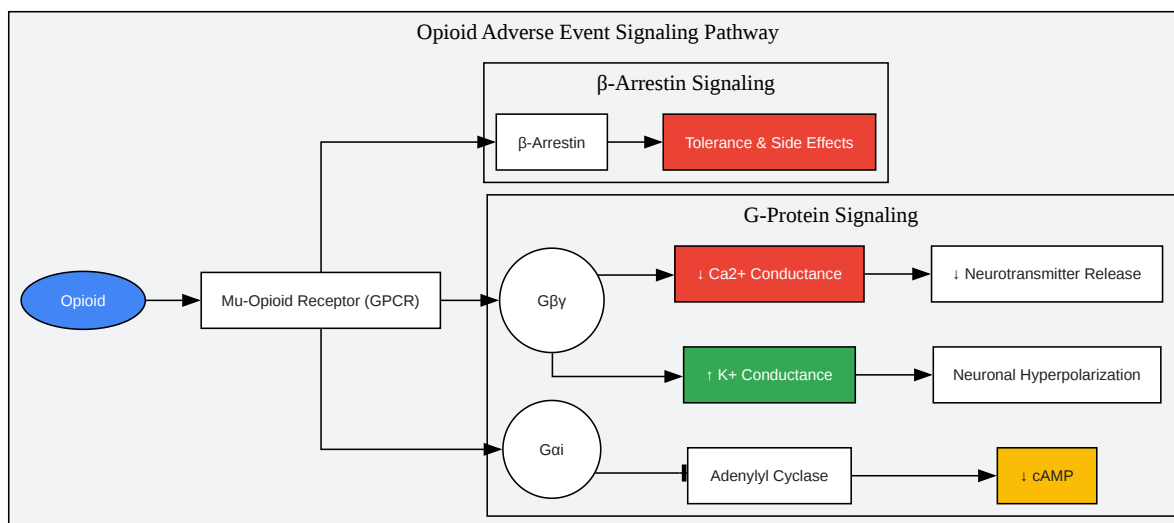 Opioid Adverse Event Signaling Pathway
β-Arrestin Signaling
β-Arrestin
Tolerance & Side Effects
G-Protein Signaling
Opioid
Mu-Opioid Receptor (GPCR)
Gβγ
↓ Ca2+ Conductance
↓ Neurotransmitter Release
↑ K+ Conductance
Neuronal Hyperpolarization
Gαi
Adenylyl Cyclase
↓ cAMP